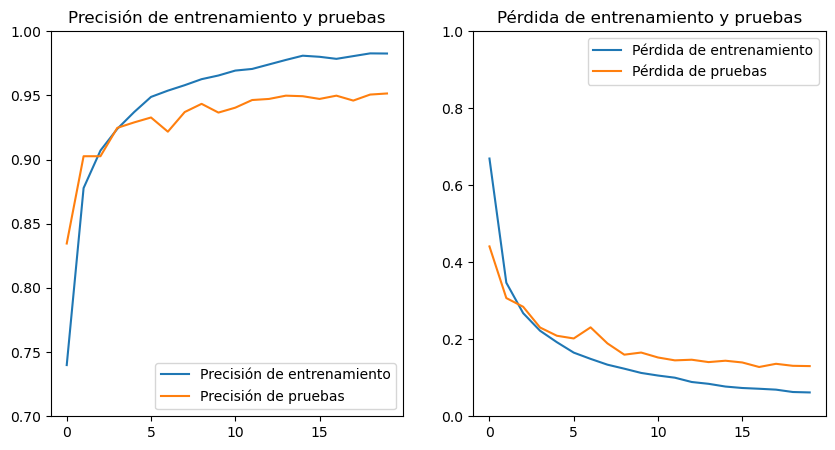 Precisión de entrenamiento y pruebas
1.00
0.95
0.90
0.85
0.80
0.75
0.70
0 5 10 15
Precisión de entrenamiento
Precisión de pruebas
Pérdida de entrenamiento y pruebas
1.0
0.8
0.6
0.4
0.2
0.0
0 5 10 15
Pérdida de entrenamiento
Pérdida de pruebas